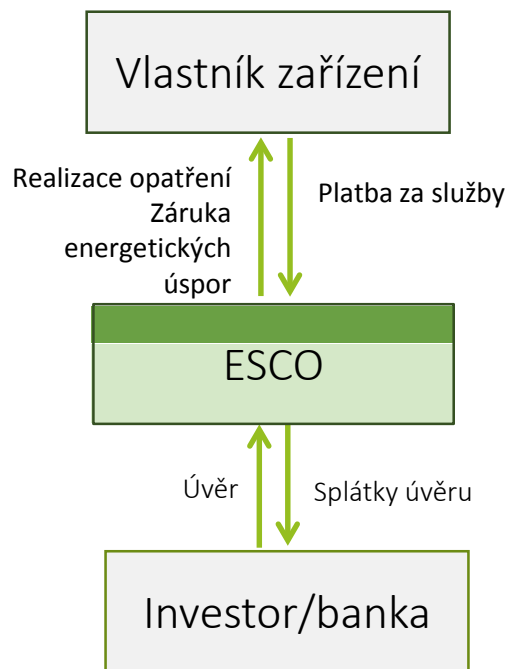 Vlastník zařízení
Realizace opatření
Záruka
energetických
úspor
Platba za služby
ESCO
Úvěr
Splátky úvěru
Investor/banka